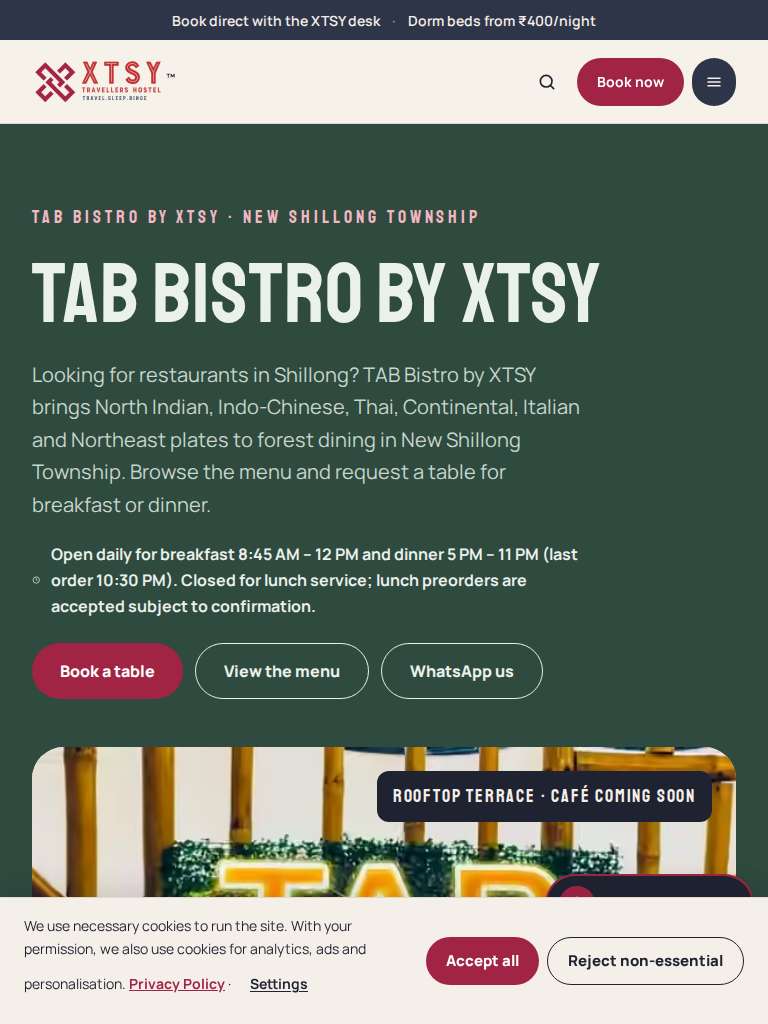 Book direct with the XTSY desk · Dorm beds from ₹400/night
XTSY™
TRAVELLERS HOSTEL
TRAVEL.SLEEP.BINGE
Book now
TAB BISTRO BY XTSY · NEW SHILLONG TOWNSHIP
TAB BISTRO BY XTSY
Looking for restaurants in Shillong? TAB Bistro by XTSY
brings North Indian, Indo-Chinese, Thai, Continental, Italian
and Northeast plates to forest dining in New Shillong
Township. Browse the menu and request a table for
breakfast or dinner.
Open daily for breakfast 8:45 AM – 12 PM and dinner 5 PM – 11 PM (last
order 10:30 PM). Closed for lunch service; lunch preorders are
accepted subject to confirmation.
Book a table
View the menu
WhatsApp us
ROOFTOP TERRACE · CAFÉ COMING SOON
TAB
We use necessary cookies to run the site. With your
permission, we also use cookies for analytics, ads and
personalisation. Privacy Policy · Settings
Accept all
Reject non-essential